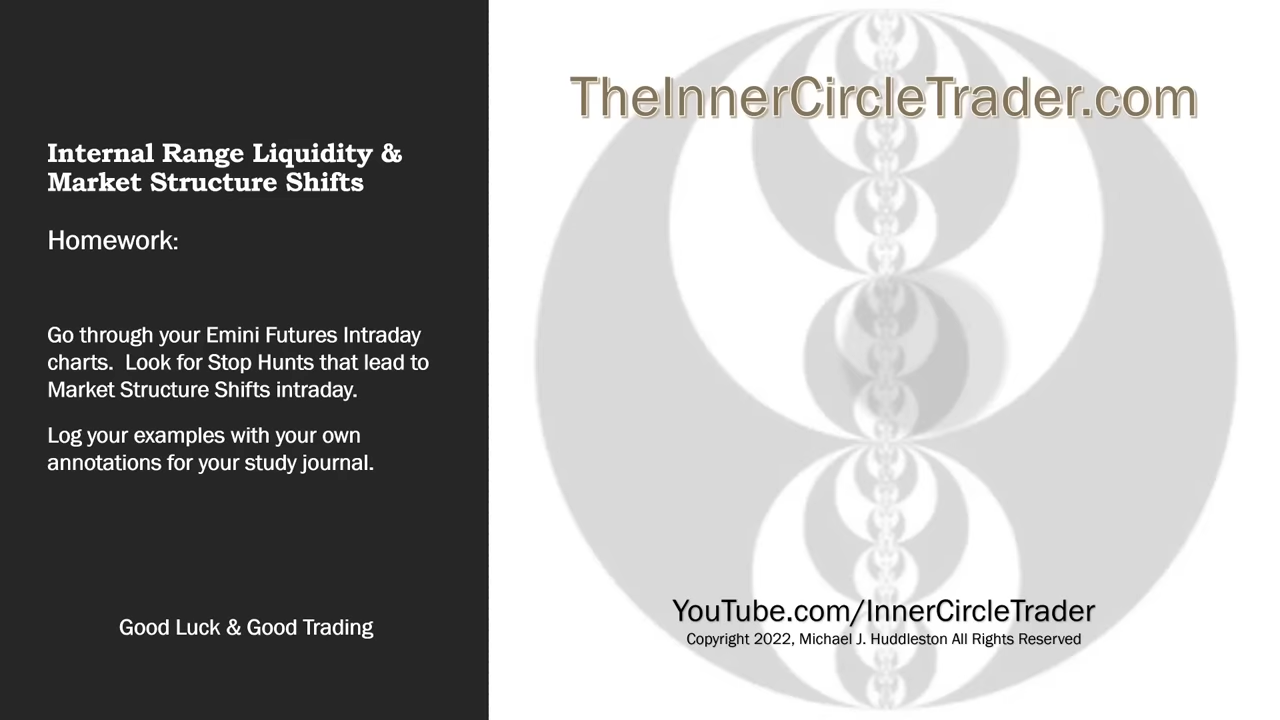 Internal Range Liquidity &
Market Structure Shifts
Homework:
Go through your Emini Futures Intraday
charts.  Look for Stop Hunts that lead to
Market Structure Shifts intraday.
Log your examples with your own
annotations for your study journal.
Good Luck & Good Trading
TheInnerCircleTrader.com
YouTube.com/InnerCircleTrader
Copyright 2022, Michael J. Huddleston All Rights Reserved